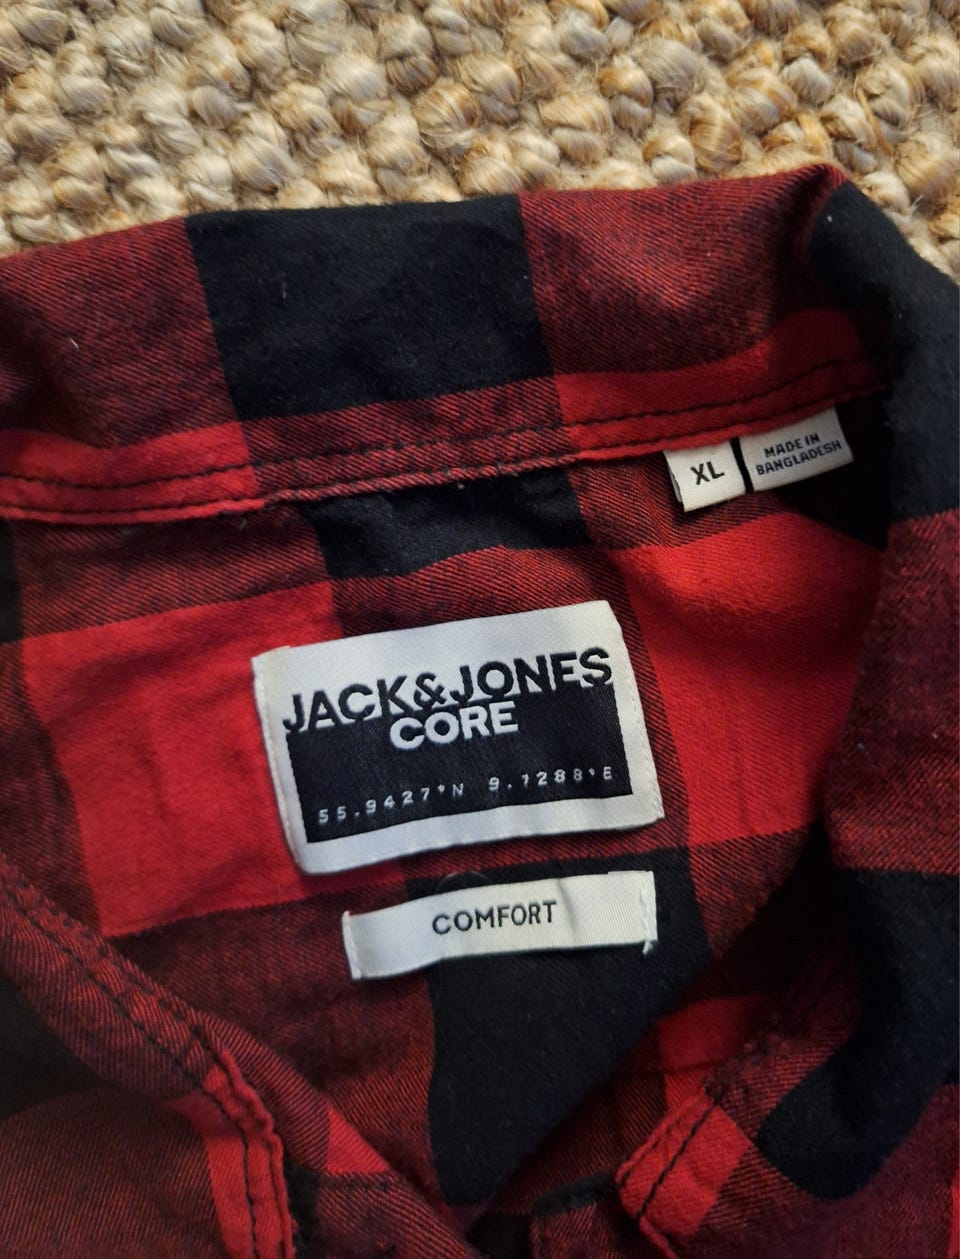 XL
MADE IN
BANGLADESH
JACK&JONES
CORE
55.9427°N 9.1288°E
COMFORT